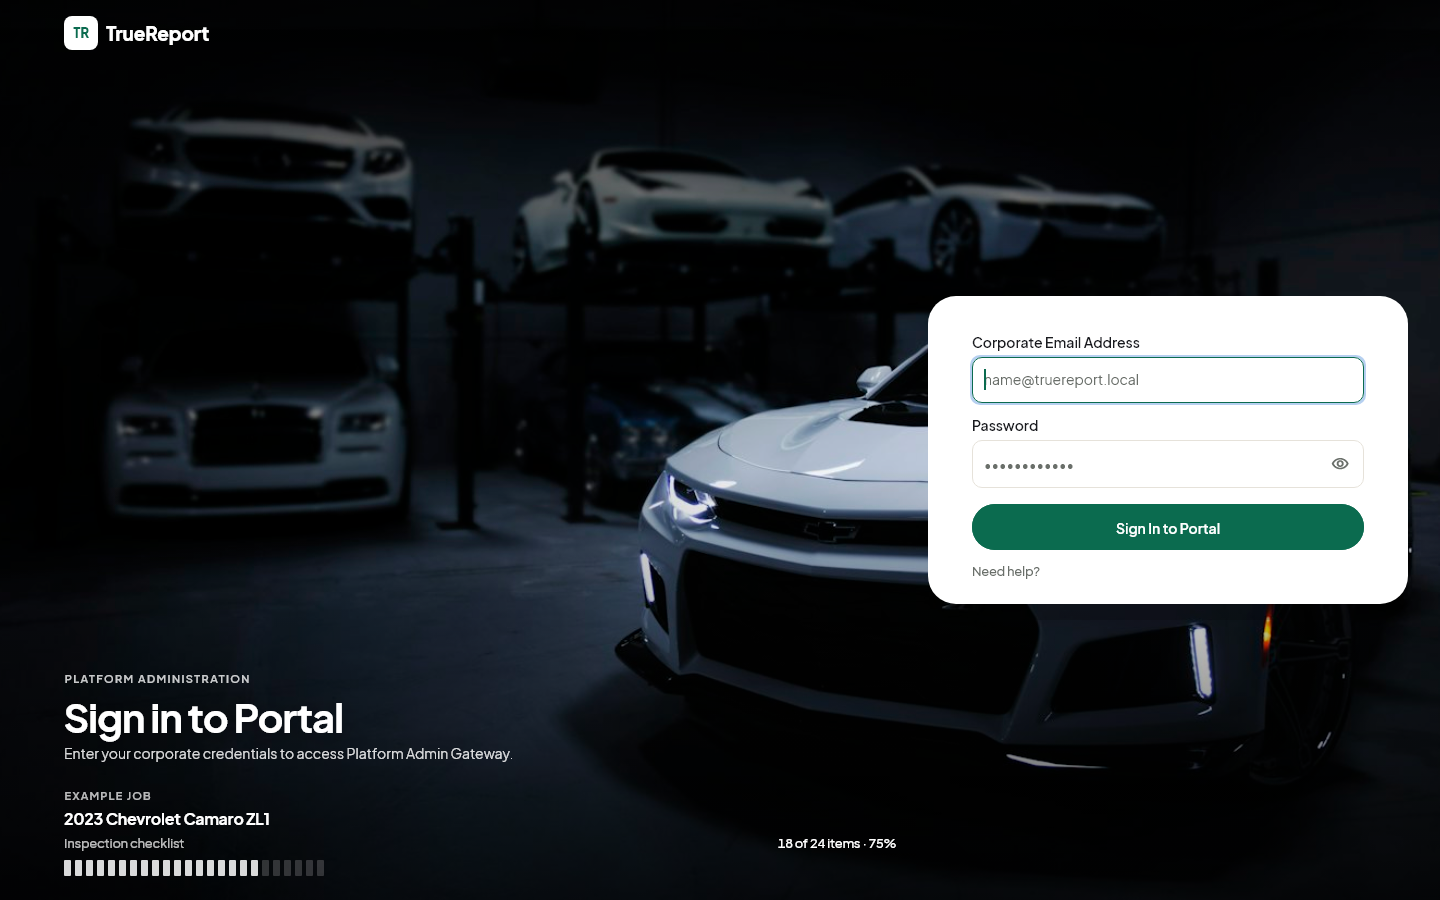 TR TrueReport
Corporate Email Address
name@truereport.local
Password
••••••••••••
Sign In to Portal
Need help?
PLATFORM ADMINISTRATION
Sign in to Portal
Enter your corporate credentials to access Platform Admin Gateway.
EXAMPLE JOB
2023 Chevrolet Camaro ZL1
Inspection checklist
18 of 24 items · 75%